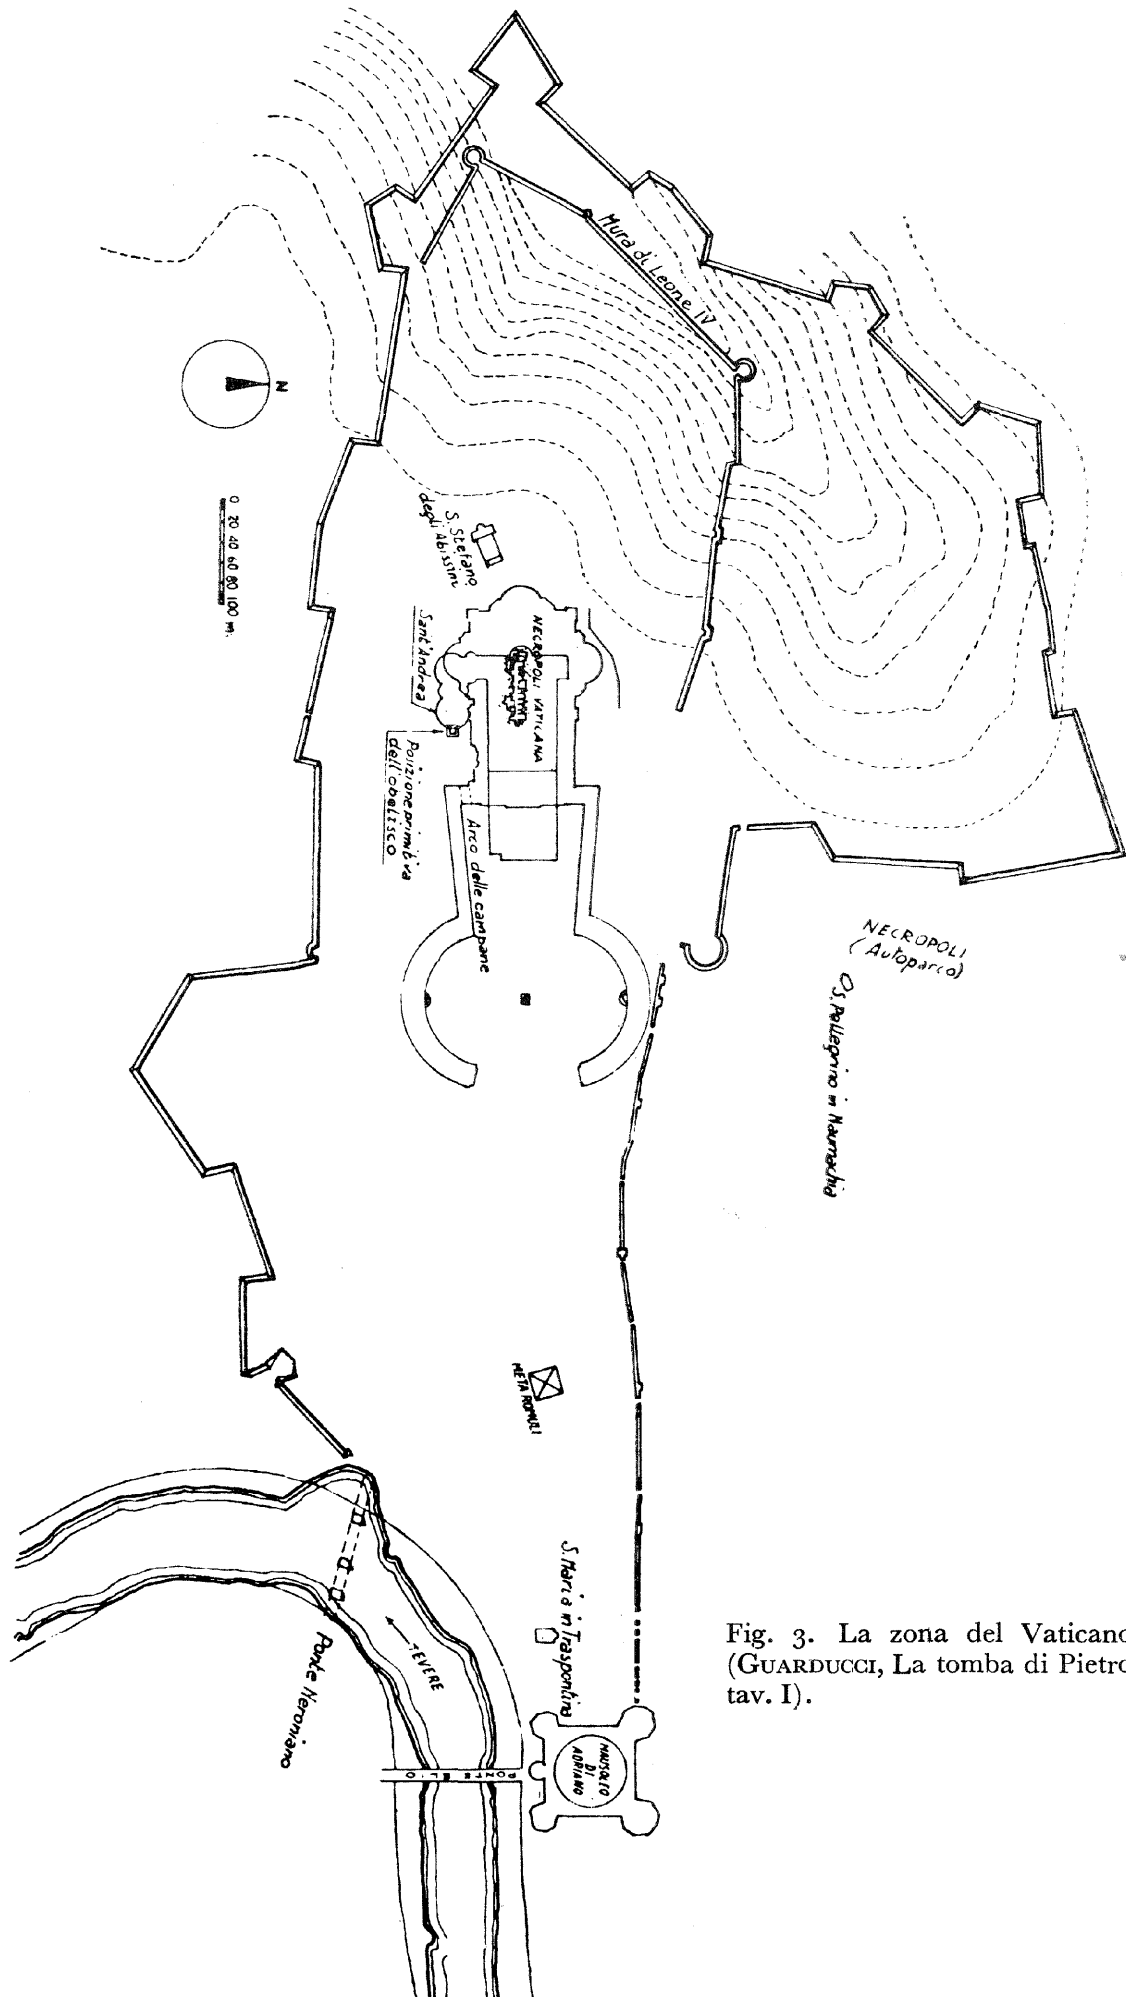 Mura di Leone IV
N
0 20 40 60 80 100 m.
S. Stefano
degli Abissini
NECROPOLI VATICANA
Sant'Andrea
Posizione primitiva
dell'obelisco
Arco delle campane
NECROPOLI
(Autoparco)
S. Pellegrino in Naumachia
META ROMULI
S. Maria in Traspontina
TEVERE
Ponte Neroniano
MAUSOLEO
DI
ADRIANO
Fig. 3. La zona del Vaticano
(GUARDUCCI, La tomba di Pietro
tav. I).